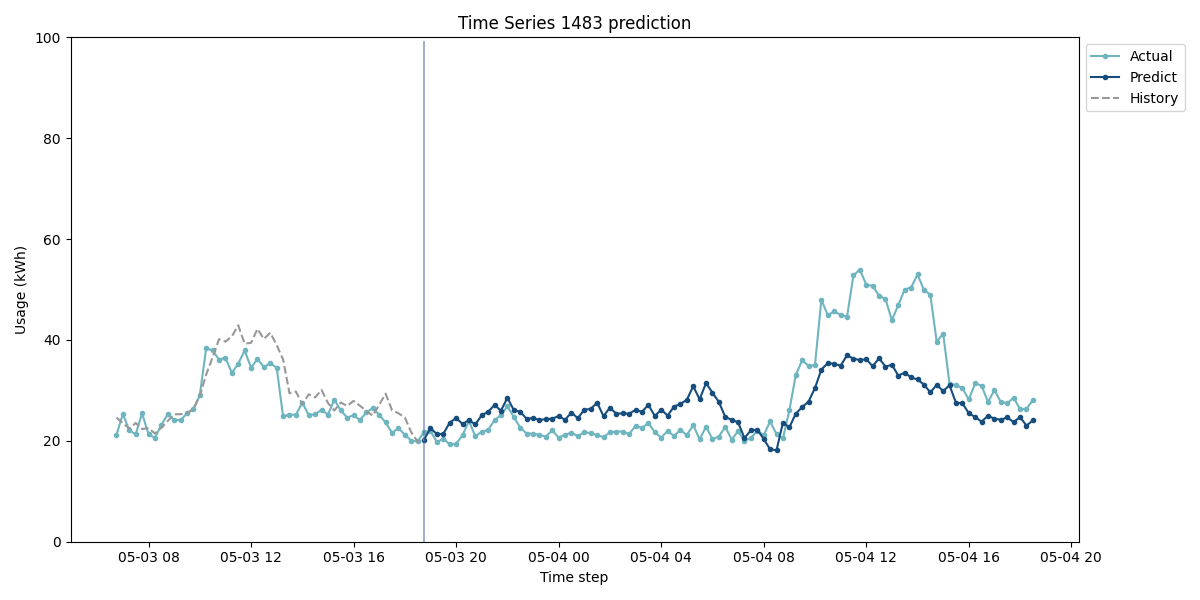 Time Series 1483 prediction
100
80
60
40
20
0
Usage (kWh)
05-03 08
05-03 12
05-03 16
05-03 20
05-04 00
05-04 04
05-04 08
05-04 12
05-04 16
05-04 20
Time step
Actual
Predict
History